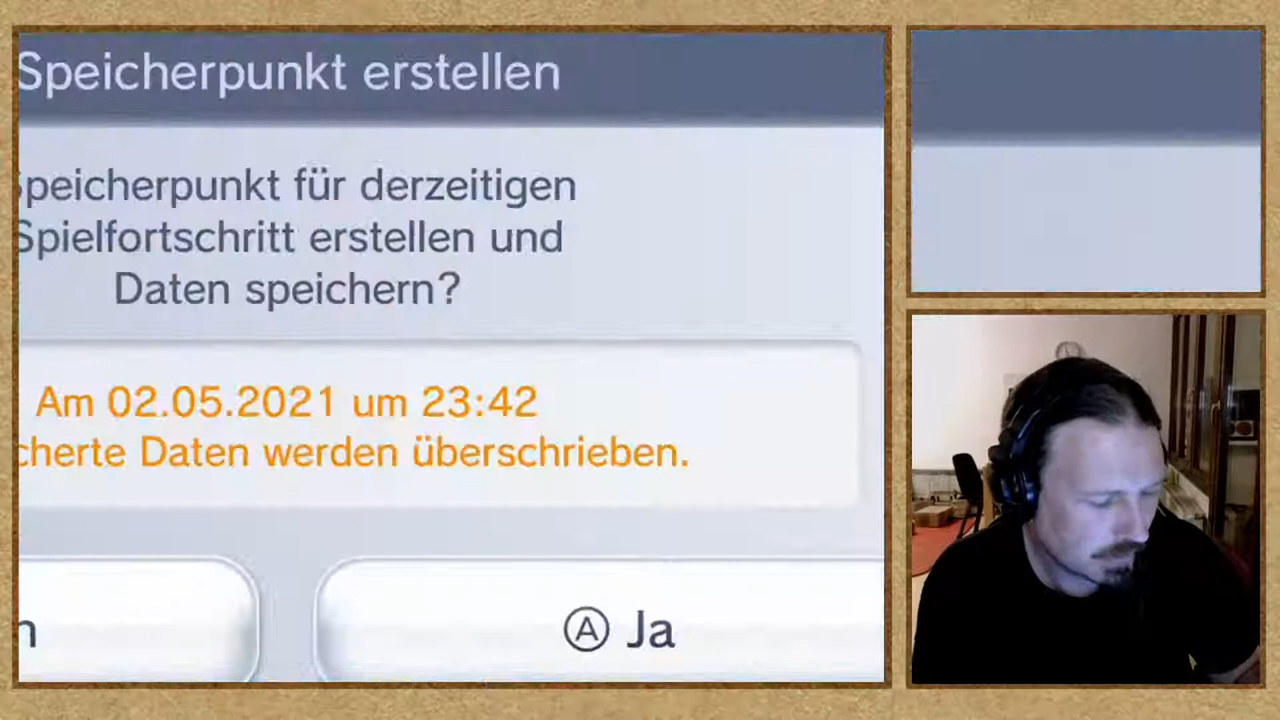 Speicherpunkt erstellen
Speicherpunkt für derzeitigen
Spielfortschritt erstellen und
Daten speichern?
Am 02.05.2021 um 23:42
cherte Daten werden überschrieben.
n
Ⓐ Ja